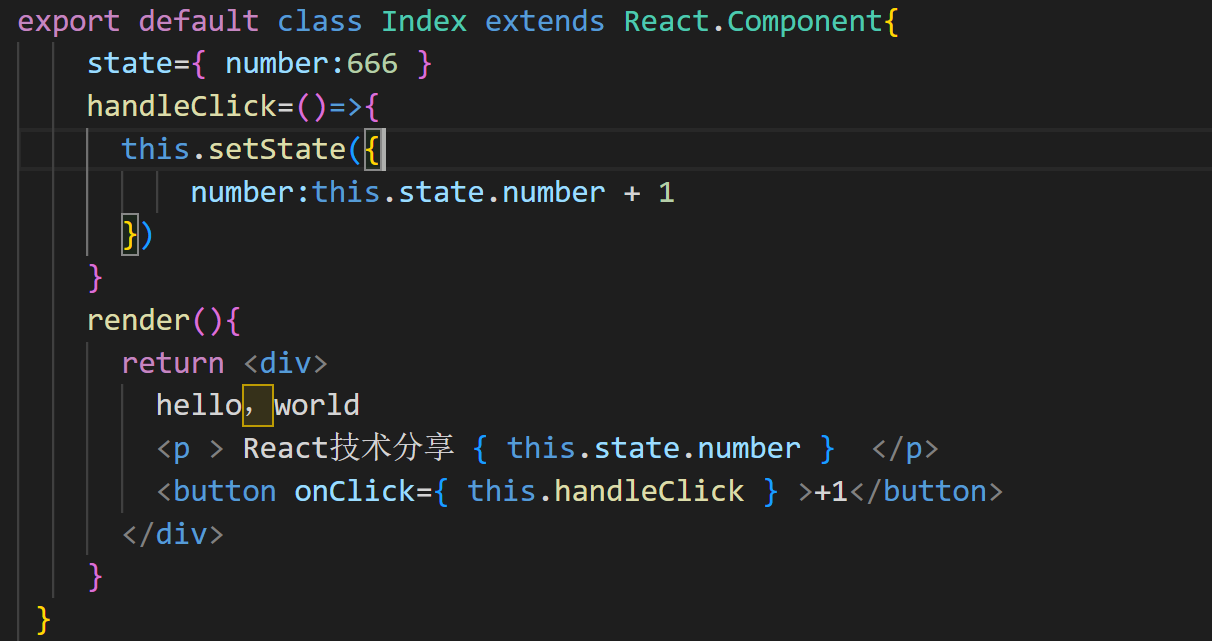 export default class Index extends React.Component{
state={ number:666 }
handleClick=()=>{
this.setState({
number:this.state.number + 1
})
}
render(){
return <div>
hello，world
<p > React技术分享 { this.state.number }  </p>
<button onClick={ this.handleClick } >+1</button>
</div>
}
}